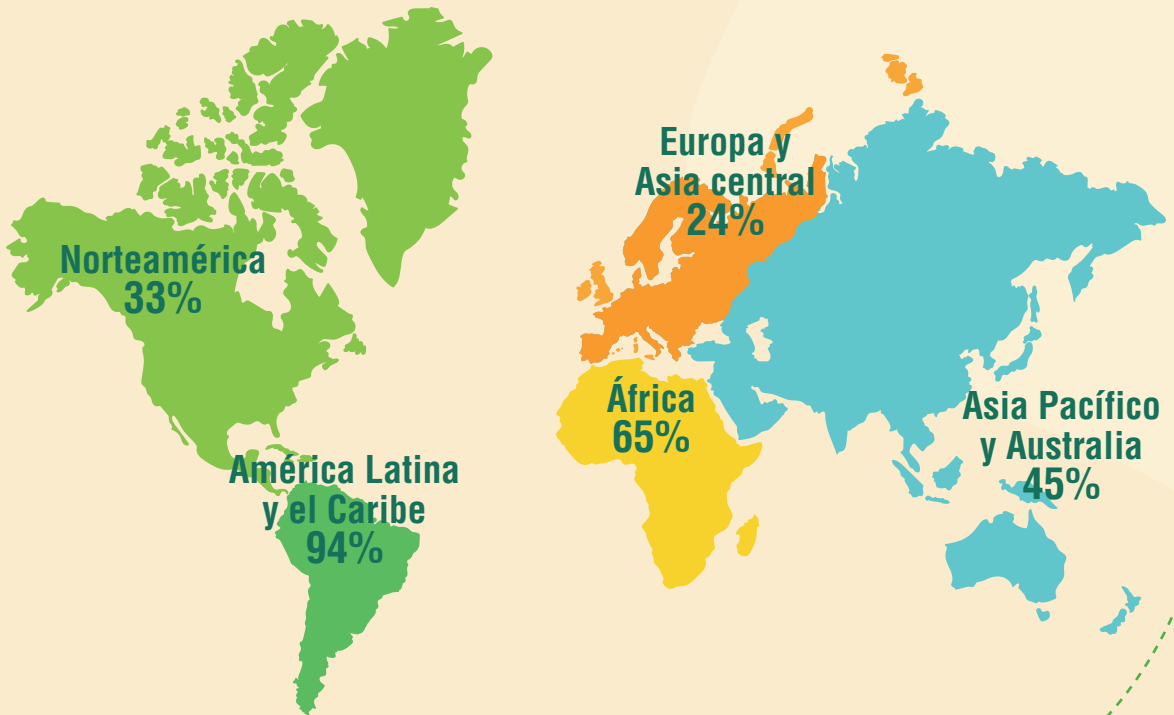 Norteamérica
33%
América Latina
y el Caribe
94%
Europa y
Asia central
24%
África
65%
Asia Pacífico
y Australia
45%